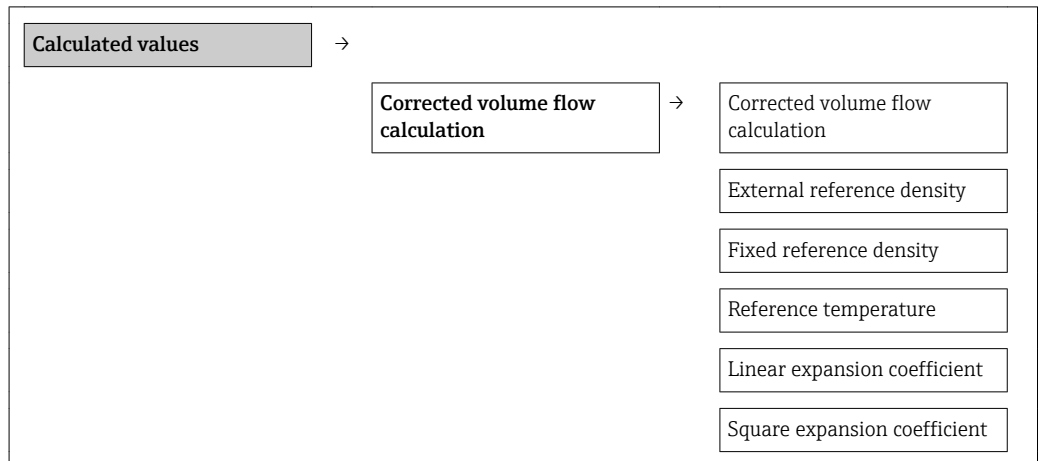 Calculated values →
Corrected volume flow
calculation
→
Corrected volume flow
calculation
External reference density
Fixed reference density
Reference temperature
Linear expansion coefficient
Square expansion coefficient